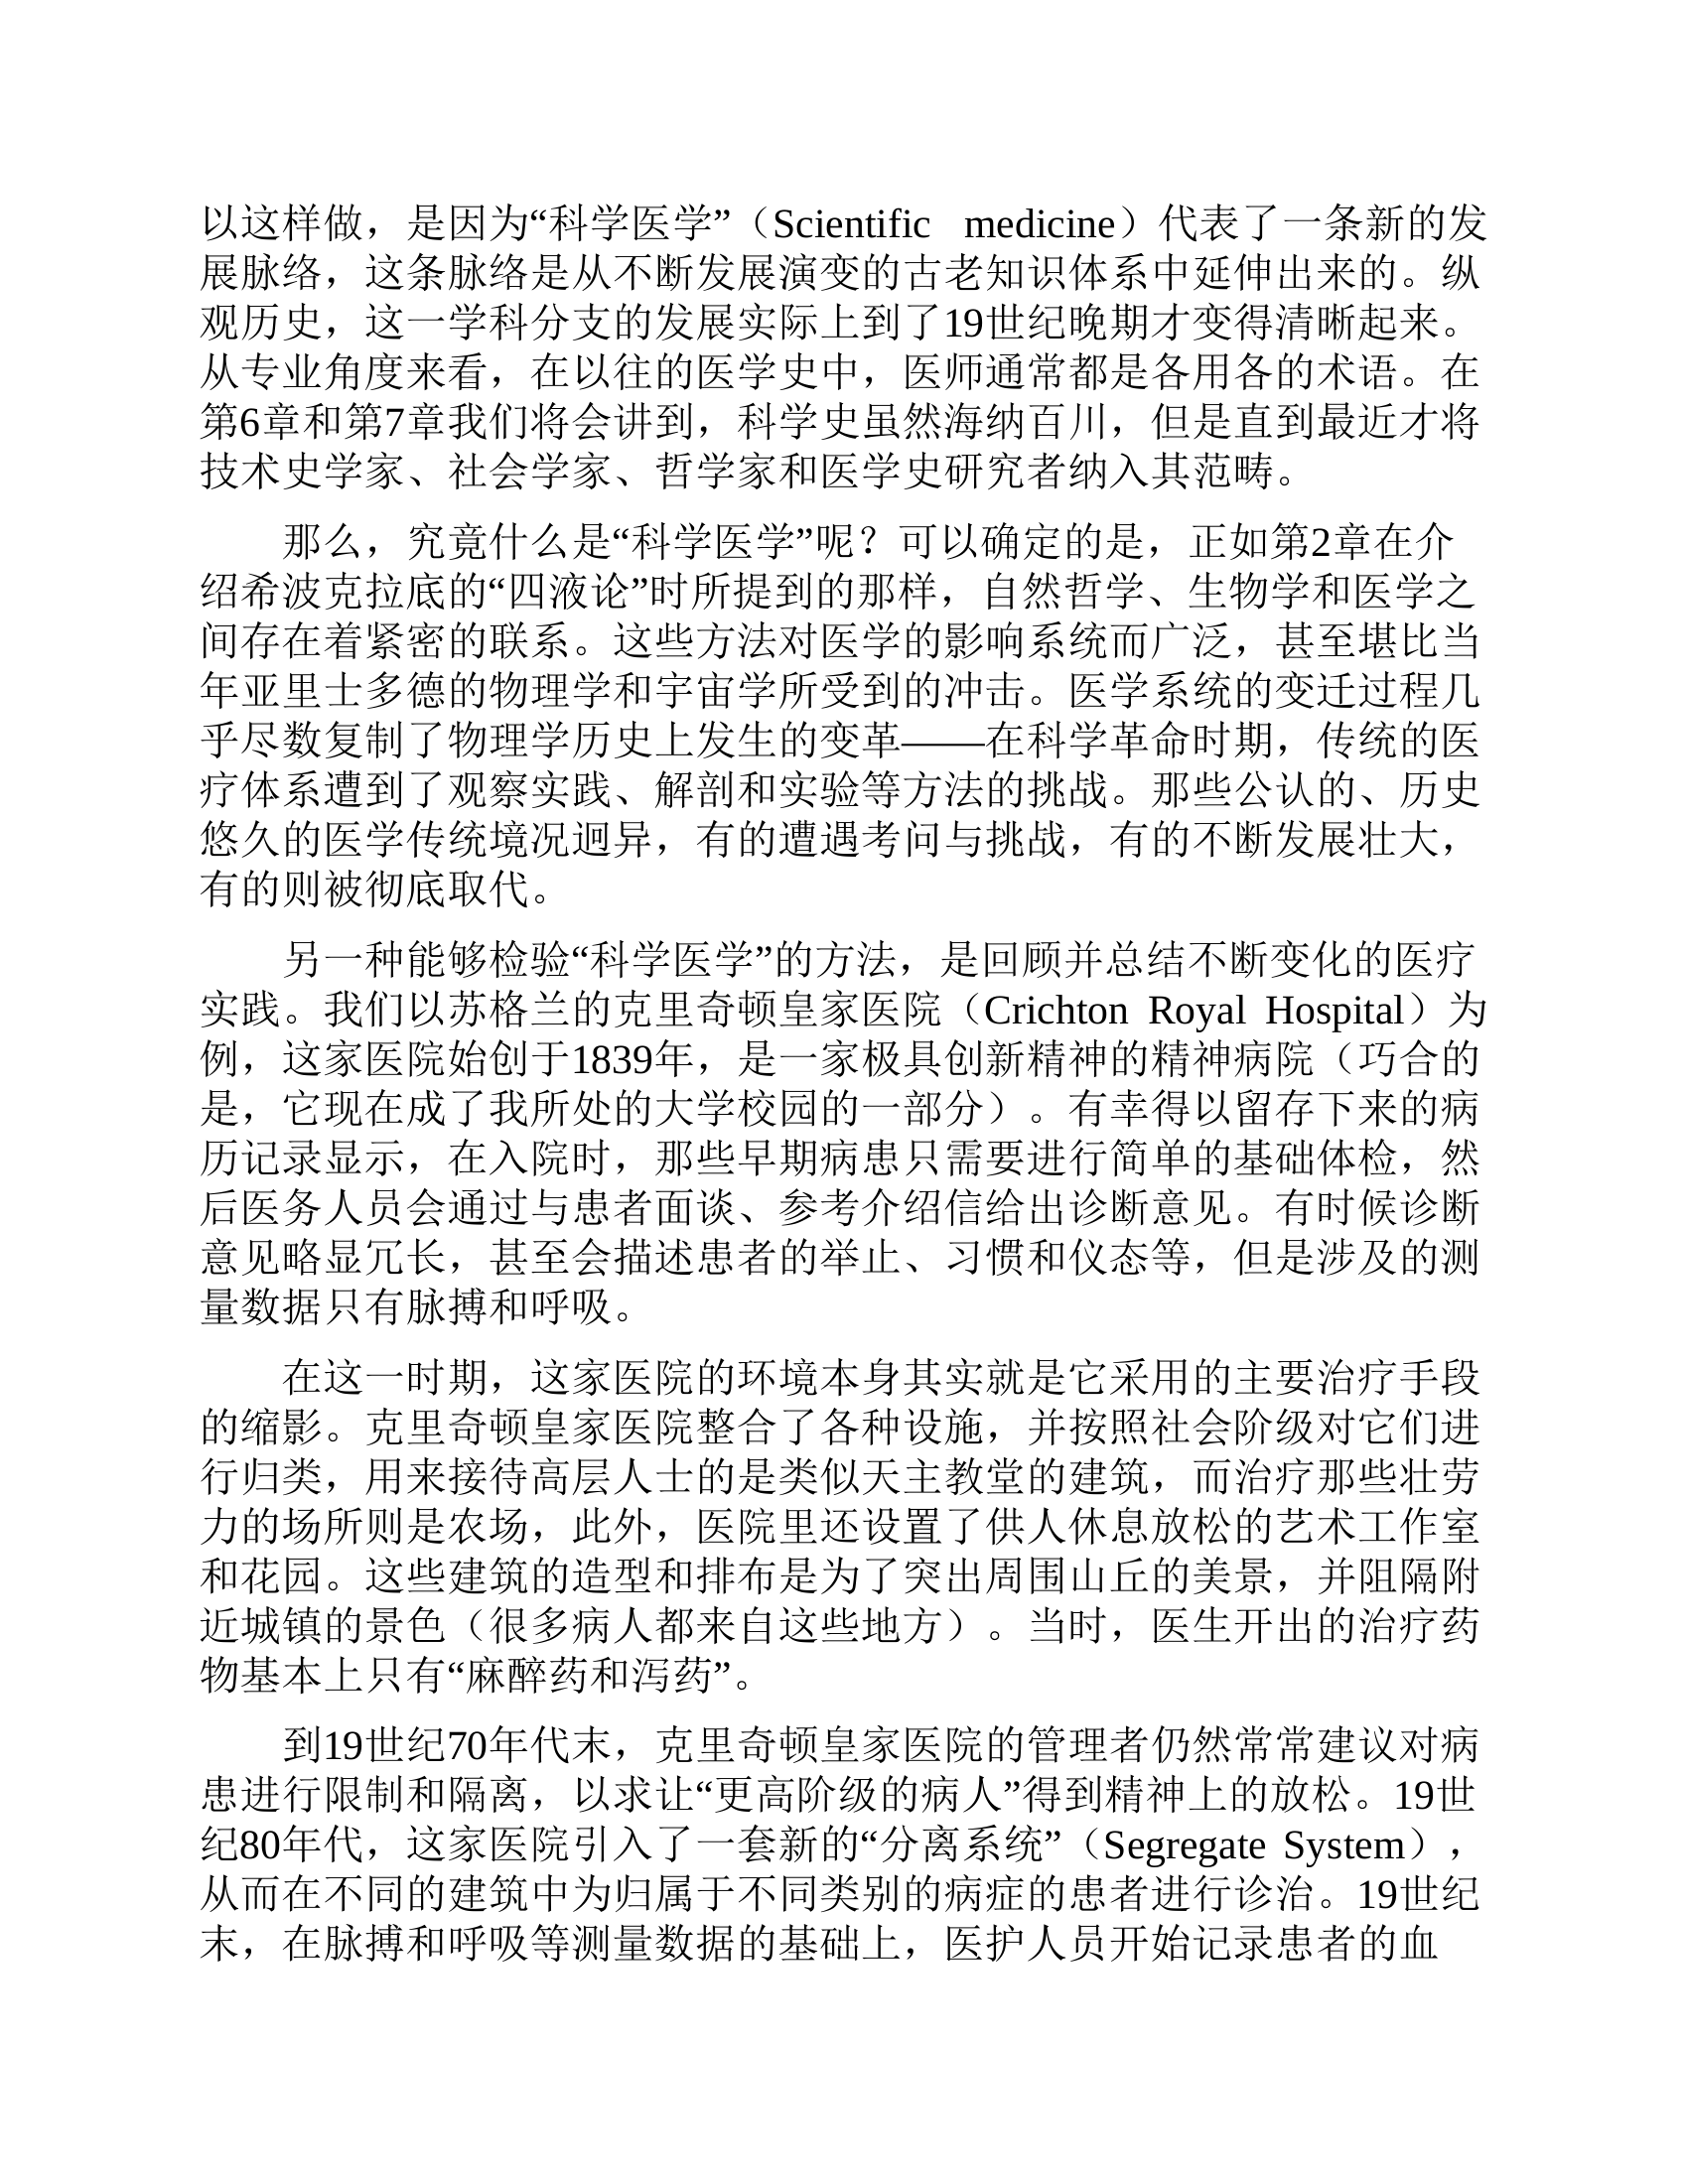 以这样做，是因为“科学医学”（Scientific medicine）代表了一条新的发
展脉络，这条脉络是从不断发展演变的古老知识体系中延伸出来的。纵
观历史，这一学科分支的发展实际上到了19世纪晚期才变得清晰起来。
从专业角度来看，在以往的医学史中，医师通常都是各用各的术语。在
第6章和第7章我们将会讲到，科学史虽然海纳百川，但是直到最近才将
技术史学家、社会学家、哲学家和医学史研究者纳入其范畴。
那么，究竟什么是“科学医学”呢？可以确定的是，正如第2章在介
绍希波克拉底的“四液论”时所提到的那样，自然哲学、生物学和医学之
间存在着紧密的联系。这些方法对医学的影响系统而广泛，甚至堪比当
年亚里士多德的物理学和宇宙学所受到的冲击。医学系统的变迁过程几
乎尽数复制了物理学历史上发生的变革——在科学革命时期，传统的医
疗体系遭到了观察实践、解剖和实验等方法的挑战。那些公认的、历史
悠久的医学传统境况迥异，有的遭遇考问与挑战，有的不断发展壮大，
有的则被彻底取代。
另一种能够检验“科学医学”的方法，是回顾并总结不断变化的医疗
实践。我们以苏格兰的克里奇顿皇家医院（Crichton Royal Hospital）为
例，这家医院始创于1839年，是一家极具创新精神的精神病院（巧合的
是，它现在成了我所处的大学校园的一部分）。有幸得以留存下来的病
历记录显示，在入院时，那些早期病患只需要进行简单的基础体检，然
后医务人员会通过与患者面谈、参考介绍信给出诊断意见。有时候诊断
意见略显冗长，甚至会描述患者的举止、习惯和仪态等，但是涉及的测
量数据只有脉搏和呼吸。
在这一时期，这家医院的环境本身其实就是它采用的主要治疗手段
的缩影。克里奇顿皇家医院整合了各种设施，并按照社会阶级对它们进
行归类，用来接待高层人士的是类似天主教堂的建筑，而治疗那些壮劳
力的场所则是农场，此外，医院里还设置了供人休息放松的艺术工作室
和花园。这些建筑的造型和排布是为了突出周围山丘的美景，并阻隔附
近城镇的景色（很多病人都来自这些地方）。当时，医生开出的治疗药
物基本上只有“麻醉药和泻药”。
到19世纪70年代末，克里奇顿皇家医院的管理者仍然常常建议对病
患进行限制和隔离，以求让“更高阶级的病人”得到精神上的放松。19世
纪80年代，这家医院引入了一套新的“分离系统”（Segregate System），
从而在不同的建筑中为归属于不同类别的病症的患者进行诊治。19世纪
末，在脉搏和呼吸等测量数据的基础上，医护人员开始记录患者的血